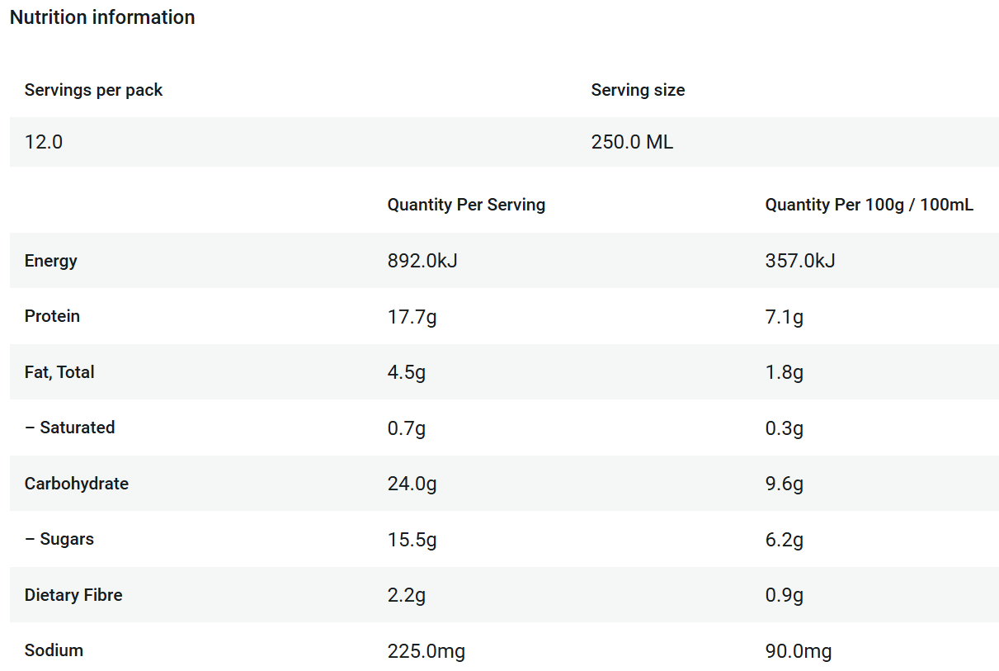 Nutrition information
Servings per pack Serving size
12.0 250.0 ML
Quantity Per Serving Quantity Per 100g / 100mL
Energy 892.0kJ 357.0kJ
Protein 17.7g 7.1g
Fat, Total 4.5g 1.8g
– Saturated 0.7g 0.3g
Carbohydrate 24.0g 9.6g
– Sugars 15.5g 6.2g
Dietary Fibre 2.2g 0.9g
Sodium 225.0mg 90.0mg